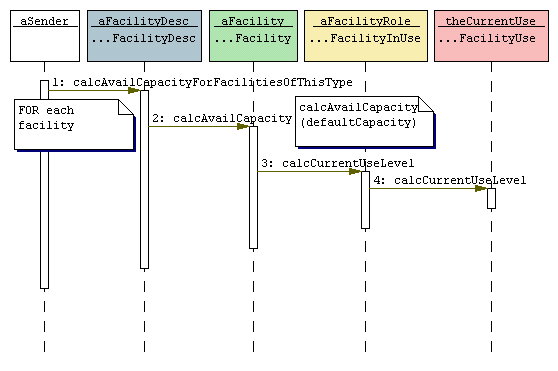 aSender
aFacilityDesc
...FacilityDesc
aFacility
...Facility
aFacilityRole
...FacilityInUse
theCurrentUse
...FacilityUse
1: calcAvailCapacityForFacilitiesOfThisType
FOR each
facility
2: calcAvailCapacity
calcAvailCapacity
(defaultCapacity)
3: calcCurrentUseLevel
4: calcCurrentUseLevel